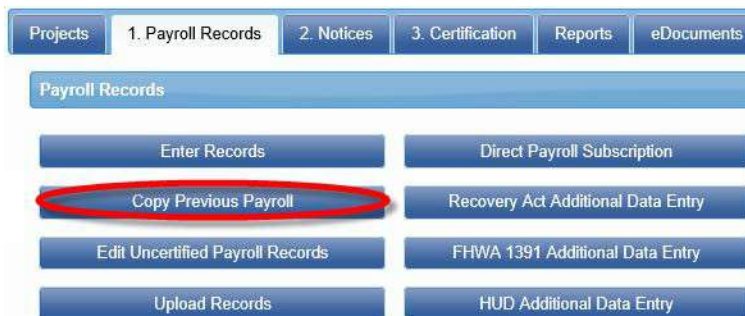 Projects
1. Payroll Records
2. Notices
3. Certification
Reports
eDocuments
Payroll Records
Enter Records
Direct Payroll Subscription
Copy Previous Payroll
Recovery Act Additional Data Entry
Edit Uncertified Payroll Records
FHWA 1391 Additional Data Entry
Upload Records
HUD Additional Data Entry